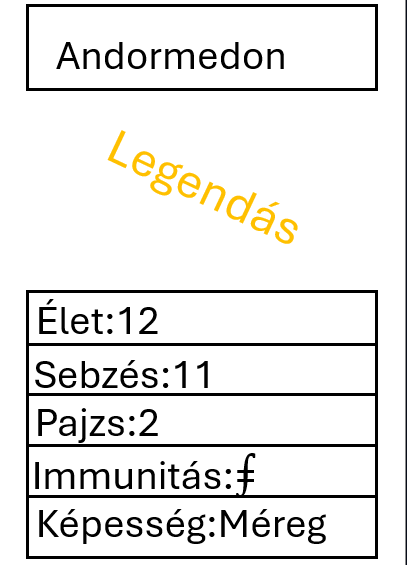 Andormedon
Legendás
Élet:12
Sebzés:11
Pajzs:2
Immunitás:⨎
Képesség:Méreg